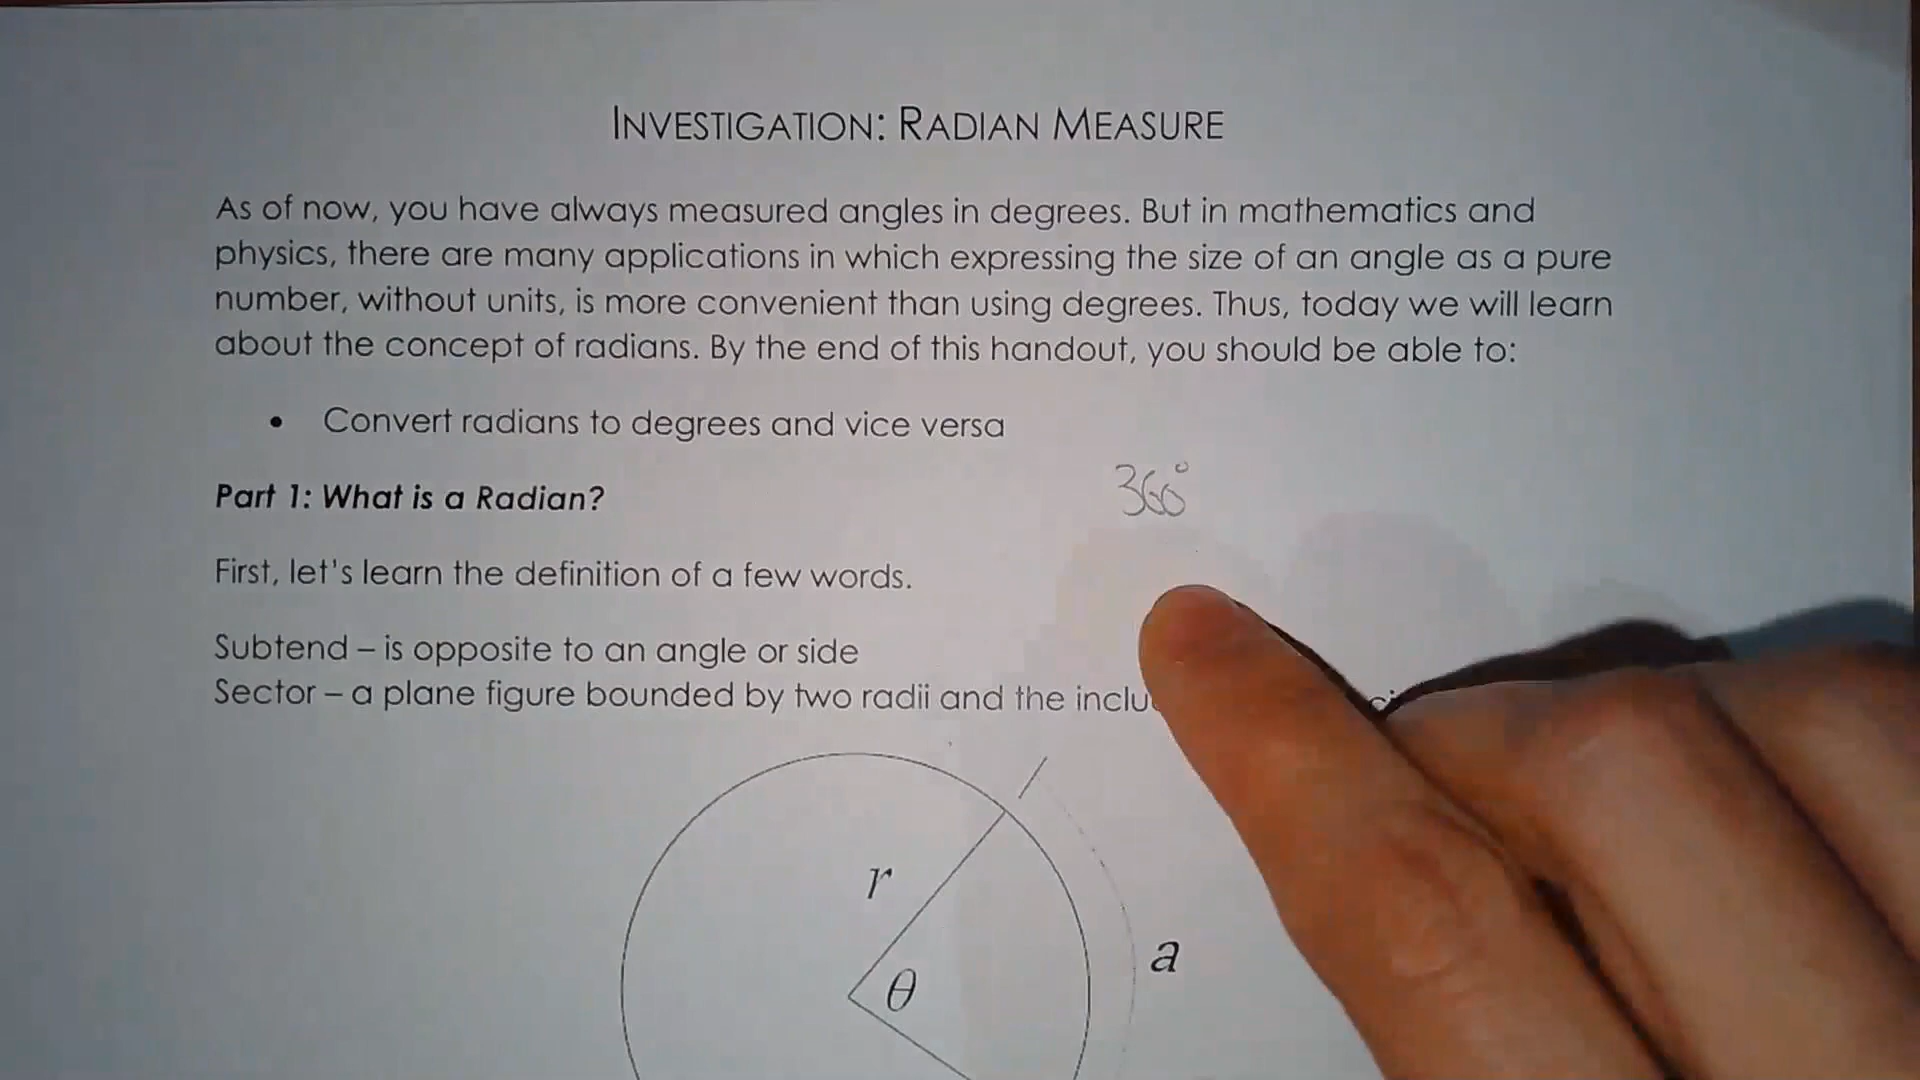 INVESTIGATION: RADIAN MEASURE
As of now, you have always measured angles in degrees. But in mathematics and
physics, there are many applications in which expressing the size of an angle as a pure
number, without units, is more convenient than using degrees. Thus, today we will learn
about the concept of radians. By the end of this handout, you should be able to:
• Convert radians to degrees and vice versa
360°
Part 1: What is a Radian?
First, let's learn the definition of a few words.
Subtend – is opposite to an angle or side
Sector – a plane figure bounded by two radii and the
r
a
θ